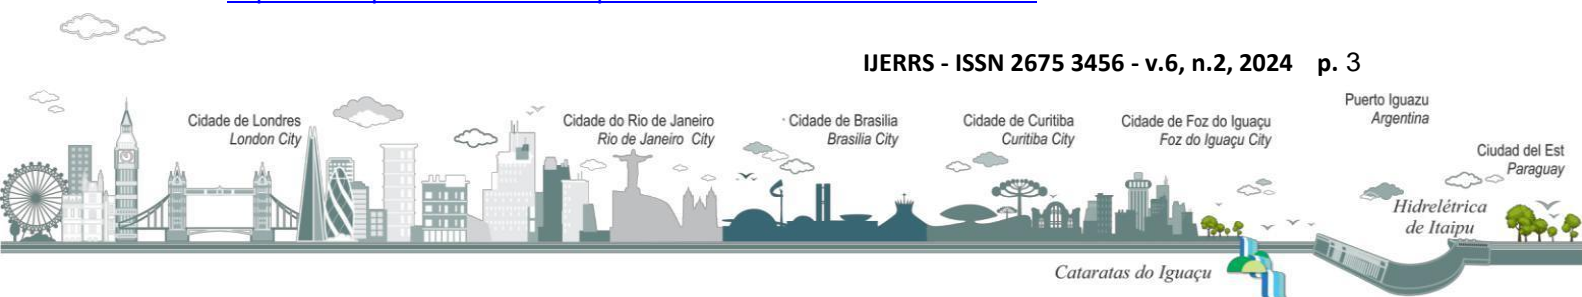 IJERRS - ISSN 2675 3456 - v.6, n.2, 2024 p. 3
Cidade de Londres
London City
Cidade do Rio de Janeiro
Rio de Janeiro City
Cidade de Brasilia
Brasilia City
Cidade de Curitiba
Curitiba City
Cidade de Foz do Iguaçu
Foz do Iguaçu City
Puerto Iguazu
Argentina
Ciudad del Est
Paraguay
Hidrelétrica
de Itaipu
Cataratas do Iguaçu